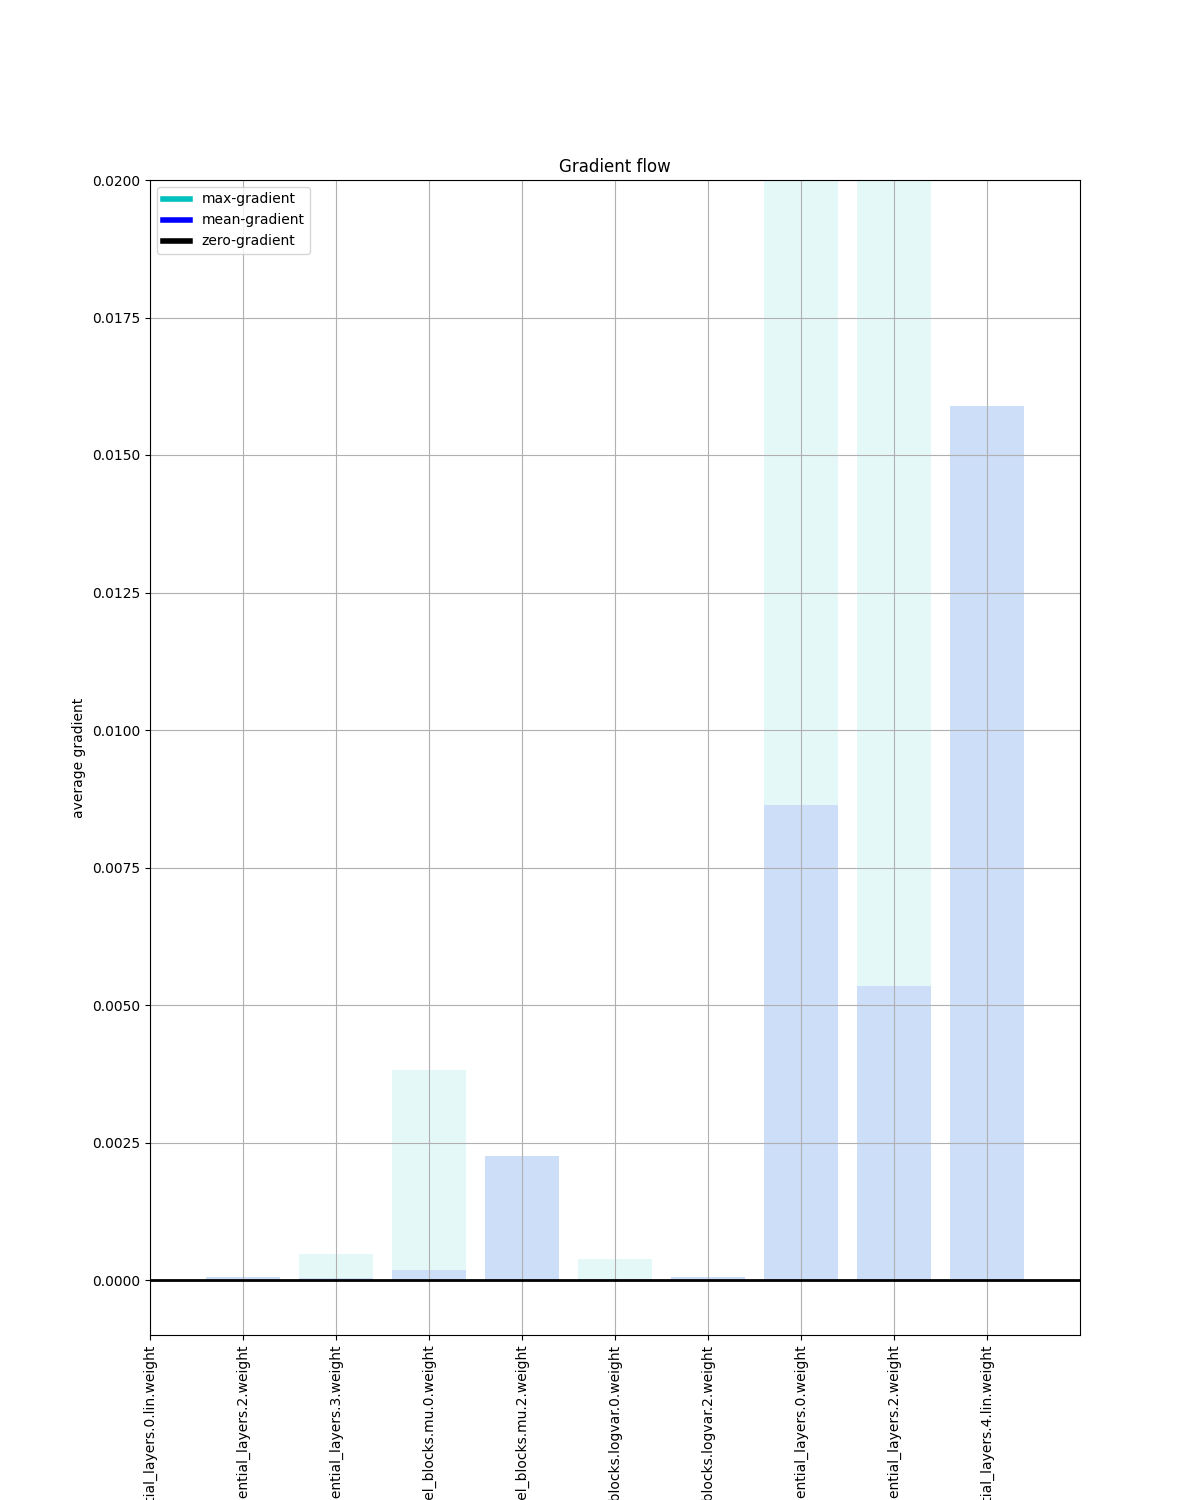 Gradient flow
max-gradient
mean-gradient
zero-gradient
average gradient
0.0200
0.0175
0.0150
0.0125
0.0100
0.0075
0.0050
0.0025
0.0000
tial_layers.0.lin.weight
ential_layers.2.weight
ential_layers.3.weight
el_blocks.mu.0.weight
el_blocks.mu.2.weight
blocks.logvar.0.weight
blocks.logvar.2.weight
ential_layers.0.weight
ential_layers.2.weight
tial_layers.4.lin.weight